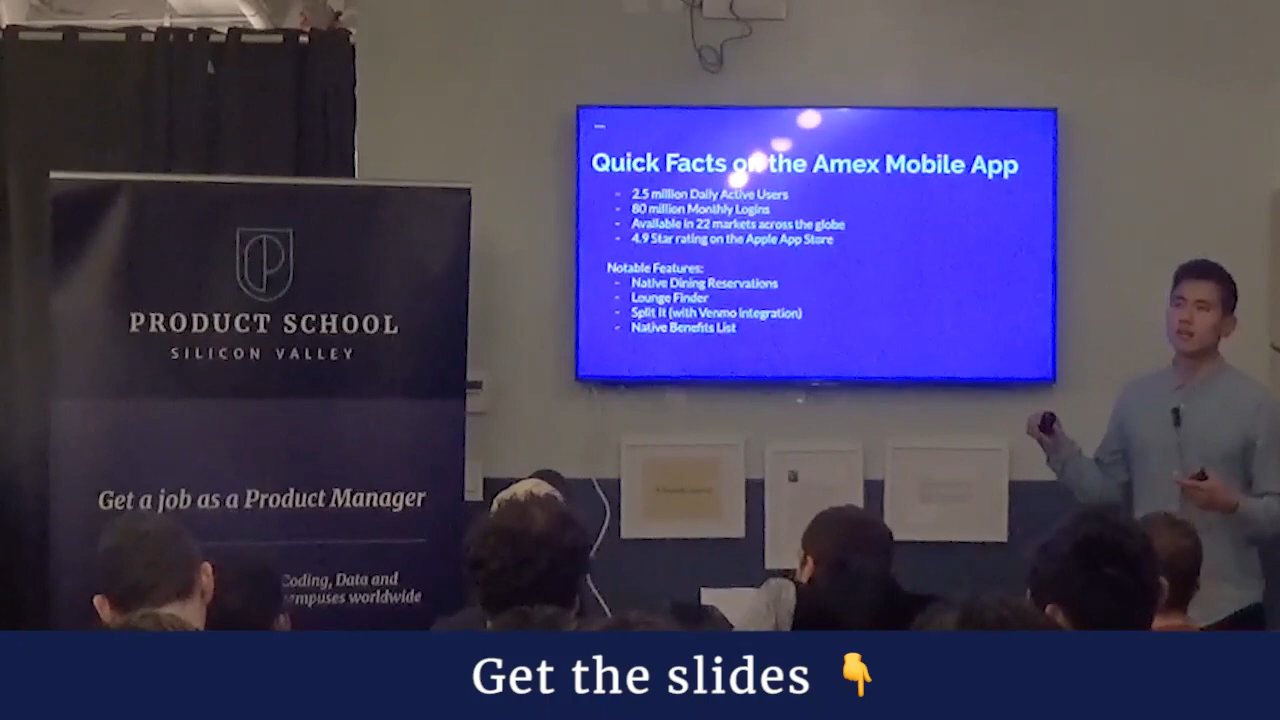 PRODUCT SCHOOL
SILICON VALLEY
Get a job as a Product Manager
Coding, Data and
mpuses worldwide
Quick Facts on the Amex Mobile App
- 2.5 million Daily Active Users
- 80 million Monthly Logins
- Available in 22 markets across the globe
- 4.9 Star rating on the Apple App Store
Notable Features:
- Native Dining Reservations
- Lounge Finder
- Split It (with Venmo integration)
- Native Benefits List
Get the slides 👇